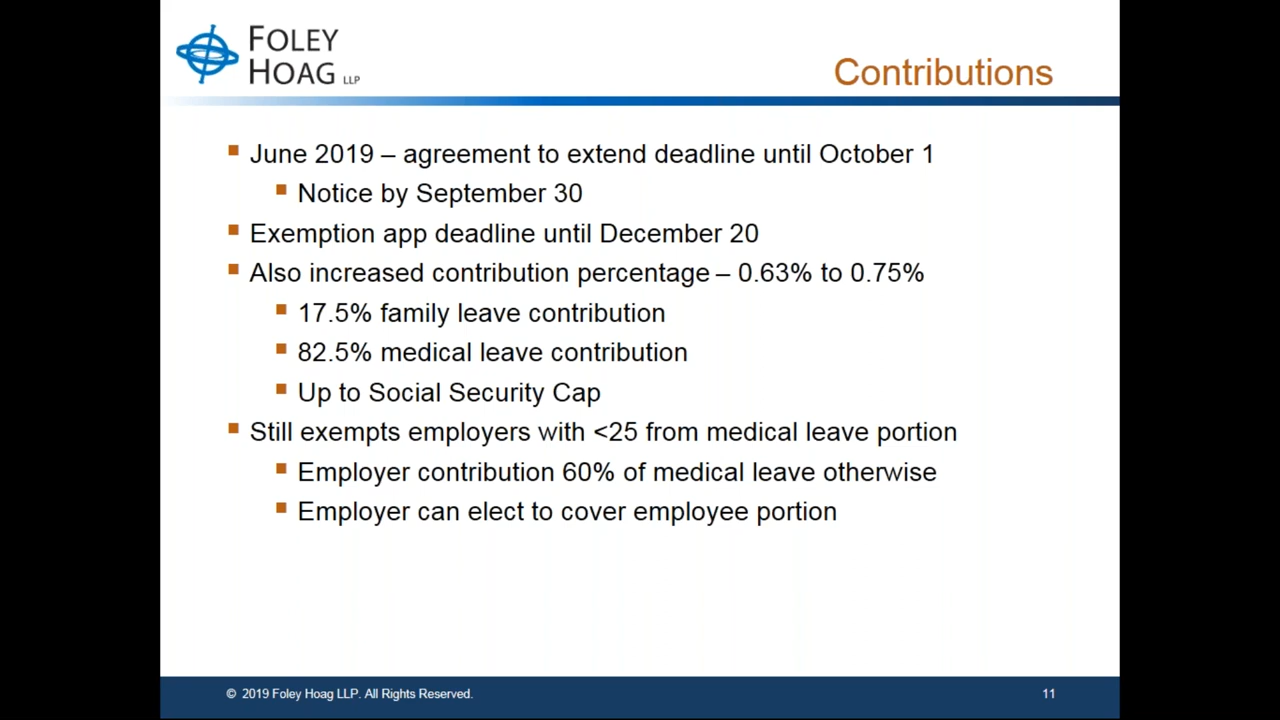 FOLEY
HOAG LLP
Contributions
June 2019 – agreement to extend deadline until October 1
Notice by September 30
Exemption app deadline until December 20
Also increased contribution percentage – 0.63% to 0.75%
17.5% family leave contribution
82.5% medical leave contribution
Up to Social Security Cap
Still exempts employers with <25 from medical leave portion
Employer contribution 60% of medical leave otherwise
Employer can elect to cover employee portion
© 2019 Foley Hoag LLP. All Rights Reserved.
11